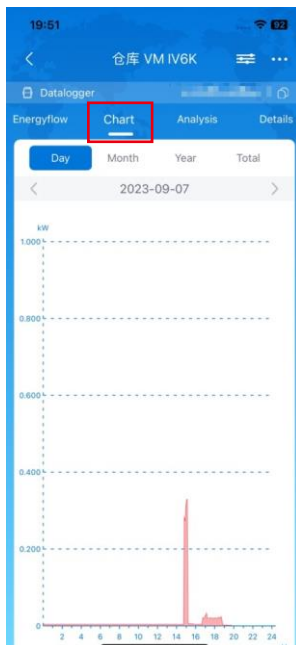 19:51
92
仓库 VM IV6K
Datalogger
Energyflow Chart Analysis Details
Day Month Year Total
2023-09-07
kW
1.000
0.800
0.600
0.400
0.200
0
2 4 6 8 10 12 14 16 18 20 22 24